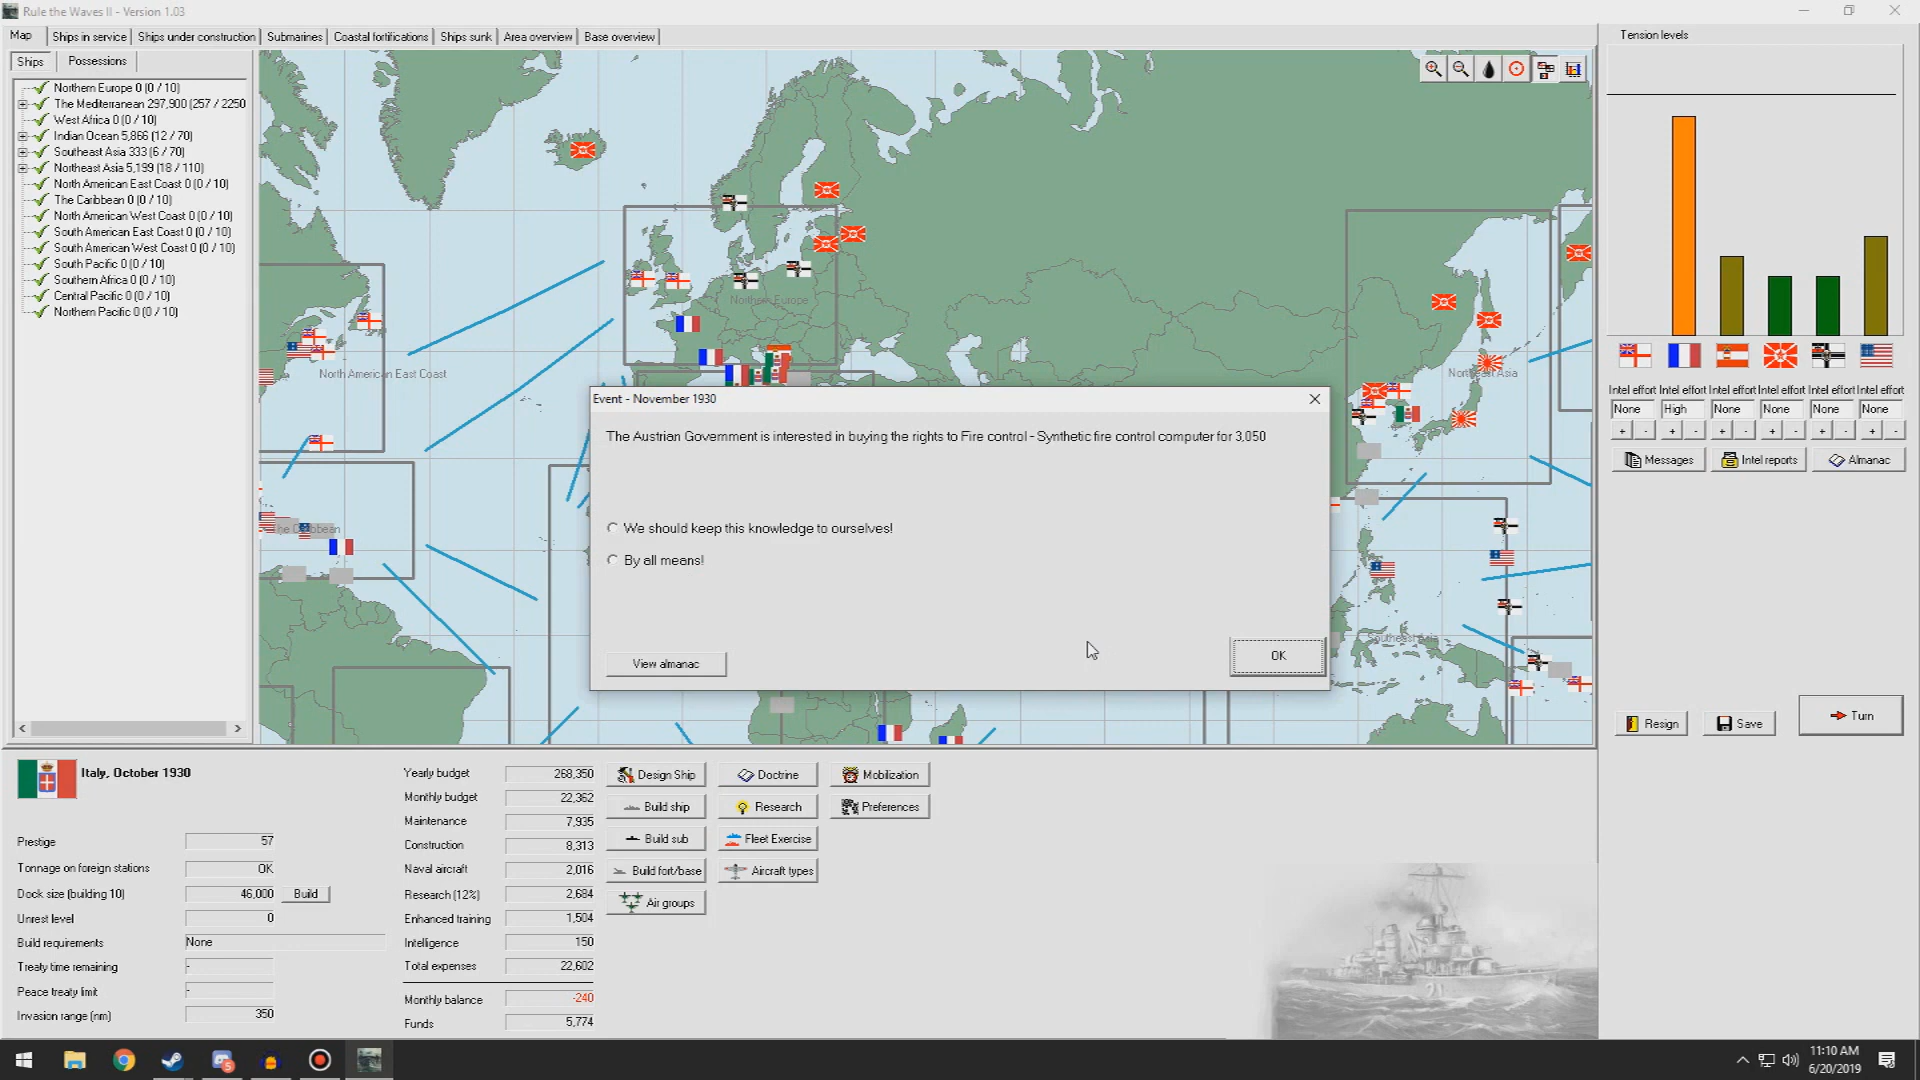 Rule the Waves II - Version 1.03
Map
Ships in service
Ships under construction
Submarines
Coastal fortifications
Ships sunk
Area overview
Base overview
Ships
Possessions
Northern Europe 0 (0 / 10)
The Mediterranean 297,900 (257 / 2250
West Africa 0 (0 / 10)
Indian Ocean 5,866 (12 / 70)
Southeast Asia 333 (6 / 70)
Northeast Asia 5,199 (18 / 110)
North American East Coast 0 (0 / 10)
The Caribbean 0 (0 / 10)
North American West Coast 0 (0 / 10)
South American East Coast 0 (0 / 10)
South American West Coast 0 (0 / 10)
South Pacific 0 (0 / 10)
Southern Africa 0 (0 / 10)
Central Pacific 0 (0 / 10)
Northern Pacific 0 (0 / 10)
Northern Europe
North American East Coast
Northeast Asia
Southeast Asia
Tension levels
Intel effort Intel effort Intel effort Intel effort Intel effort Intel effort
None High None None None None
+ - + - + - + - + - + -
Messages
Intel reports
Almanac
Resign
Save
Turn
Event - November 1930
The Austrian Government is interested in buying the rights to Fire control - Synthetic fire control computer for 3,050
We should keep this knowledge to ourselves!
By all means!
View almanac
OK
Italy, October 1930
Prestige 57
Tonnage on foreign stations OK
Dock size (building 10) 46,000 Build
Unrest level 0
Build requirements None
Treaty time remaining -
Peace treaty limit -
Invasion range (nm) 350
Yearly budget 268,350
Monthly budget 22,362
Maintenance 7,935
Construction 8,313
Naval aircraft 2,016
Research (12%) 2,684
Enhanced training 1,504
Intelligence 150
Total expenses 22,602
Monthly balance -240
Funds 5,774
Design Ship
Doctrine
Mobilization
Build ship
Research
Preferences
Build sub
Fleet Exercise
Build fort/base
Aircraft types
Air groups
21
5
11:10 AM
6/20/2019